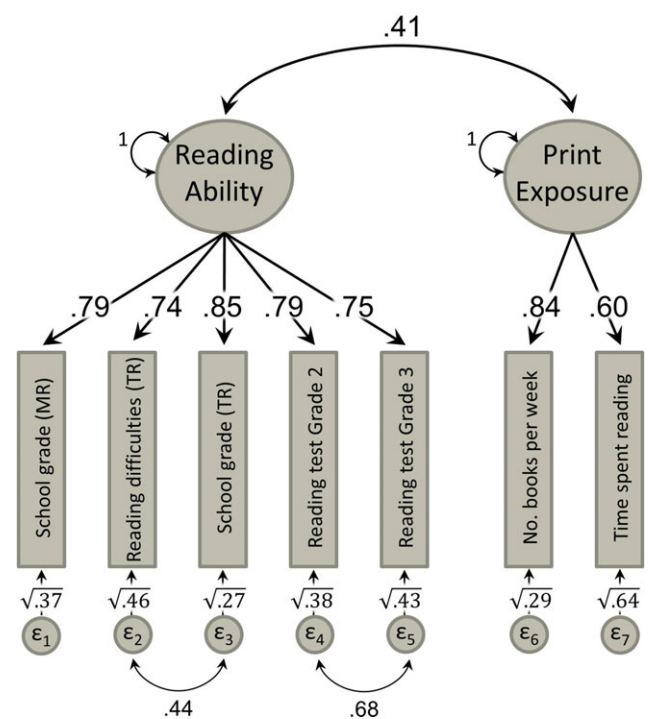 .41
1
Reading
Ability
1
Print
Exposure
.79 .74 .85 .79 .75 .84 .60
School grade (MR)
Reading difficulties (TR)
School grade (TR)
Reading test Grade 2
Reading test Grade 3
No. books per week
Time spent reading
√.37 √.46 √.27 √.38 √.43 √.29 √.64
ε₁ ε₂ ε₃ ε₄ ε₅ ε₆ ε₇
.44 .68